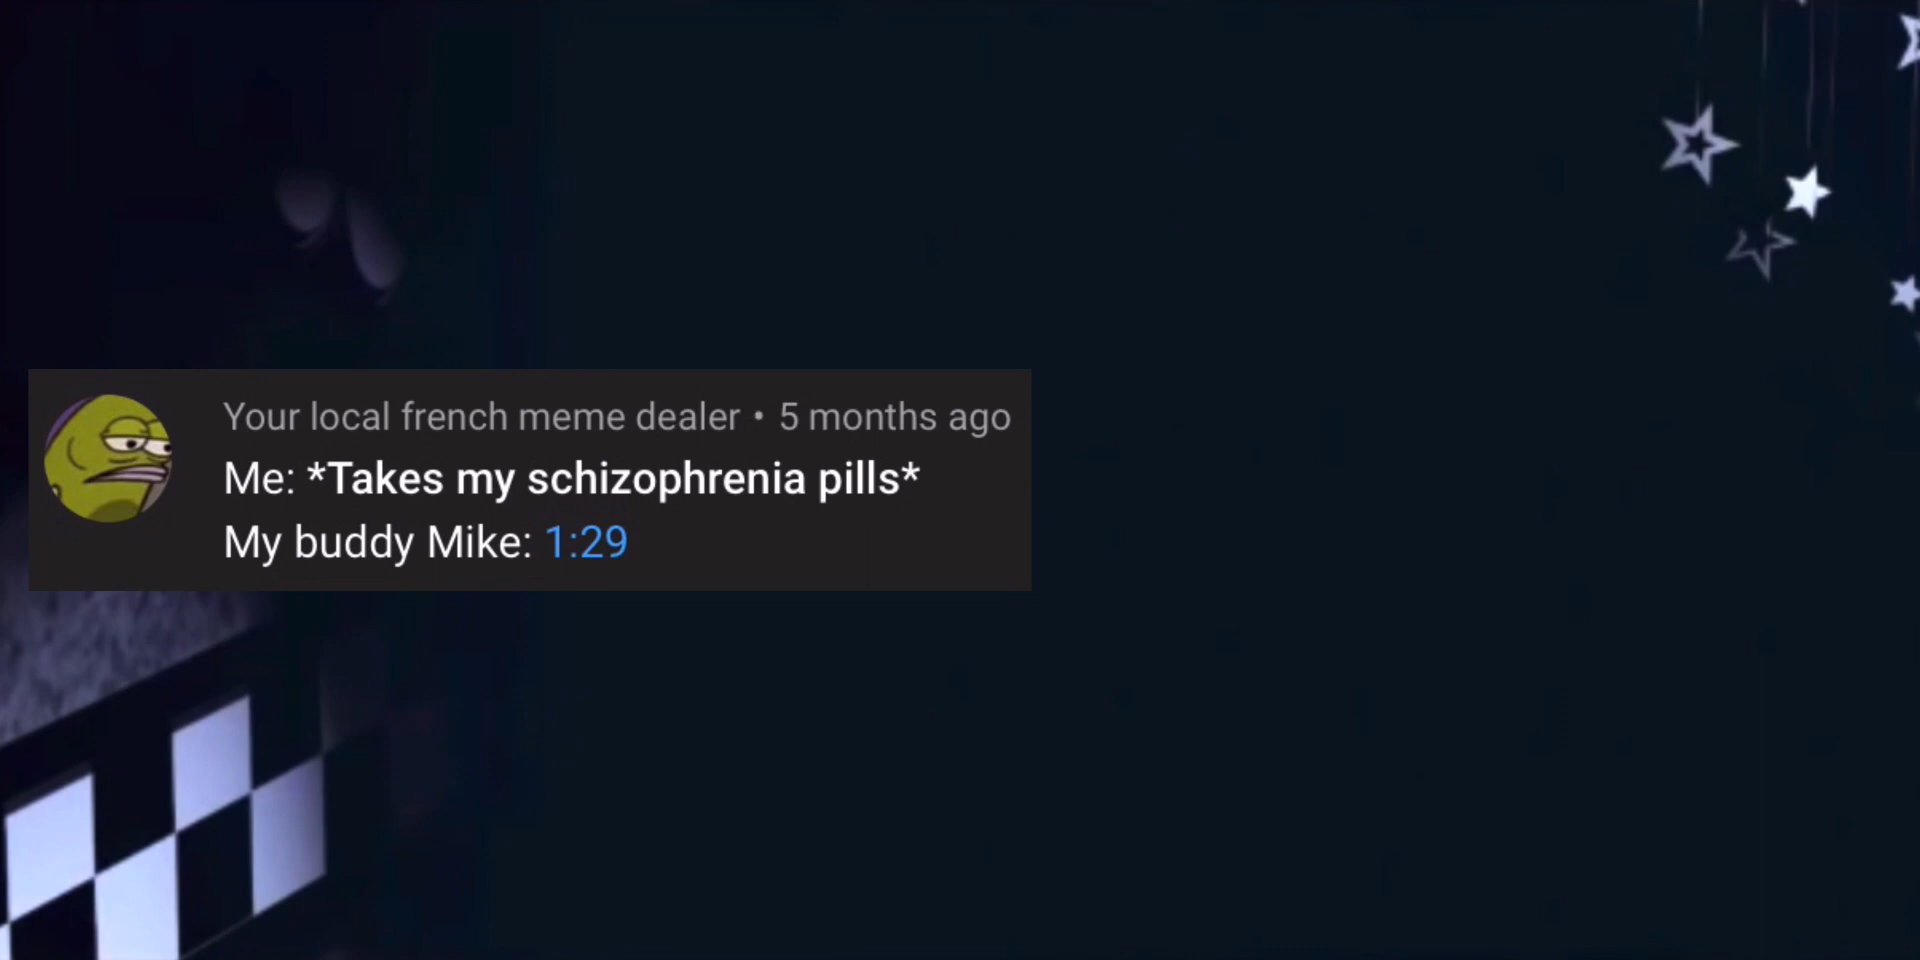 Your local french meme dealer • 5 months ago
Me: *Takes my schizophrenia pills*
My buddy Mike: 1:29